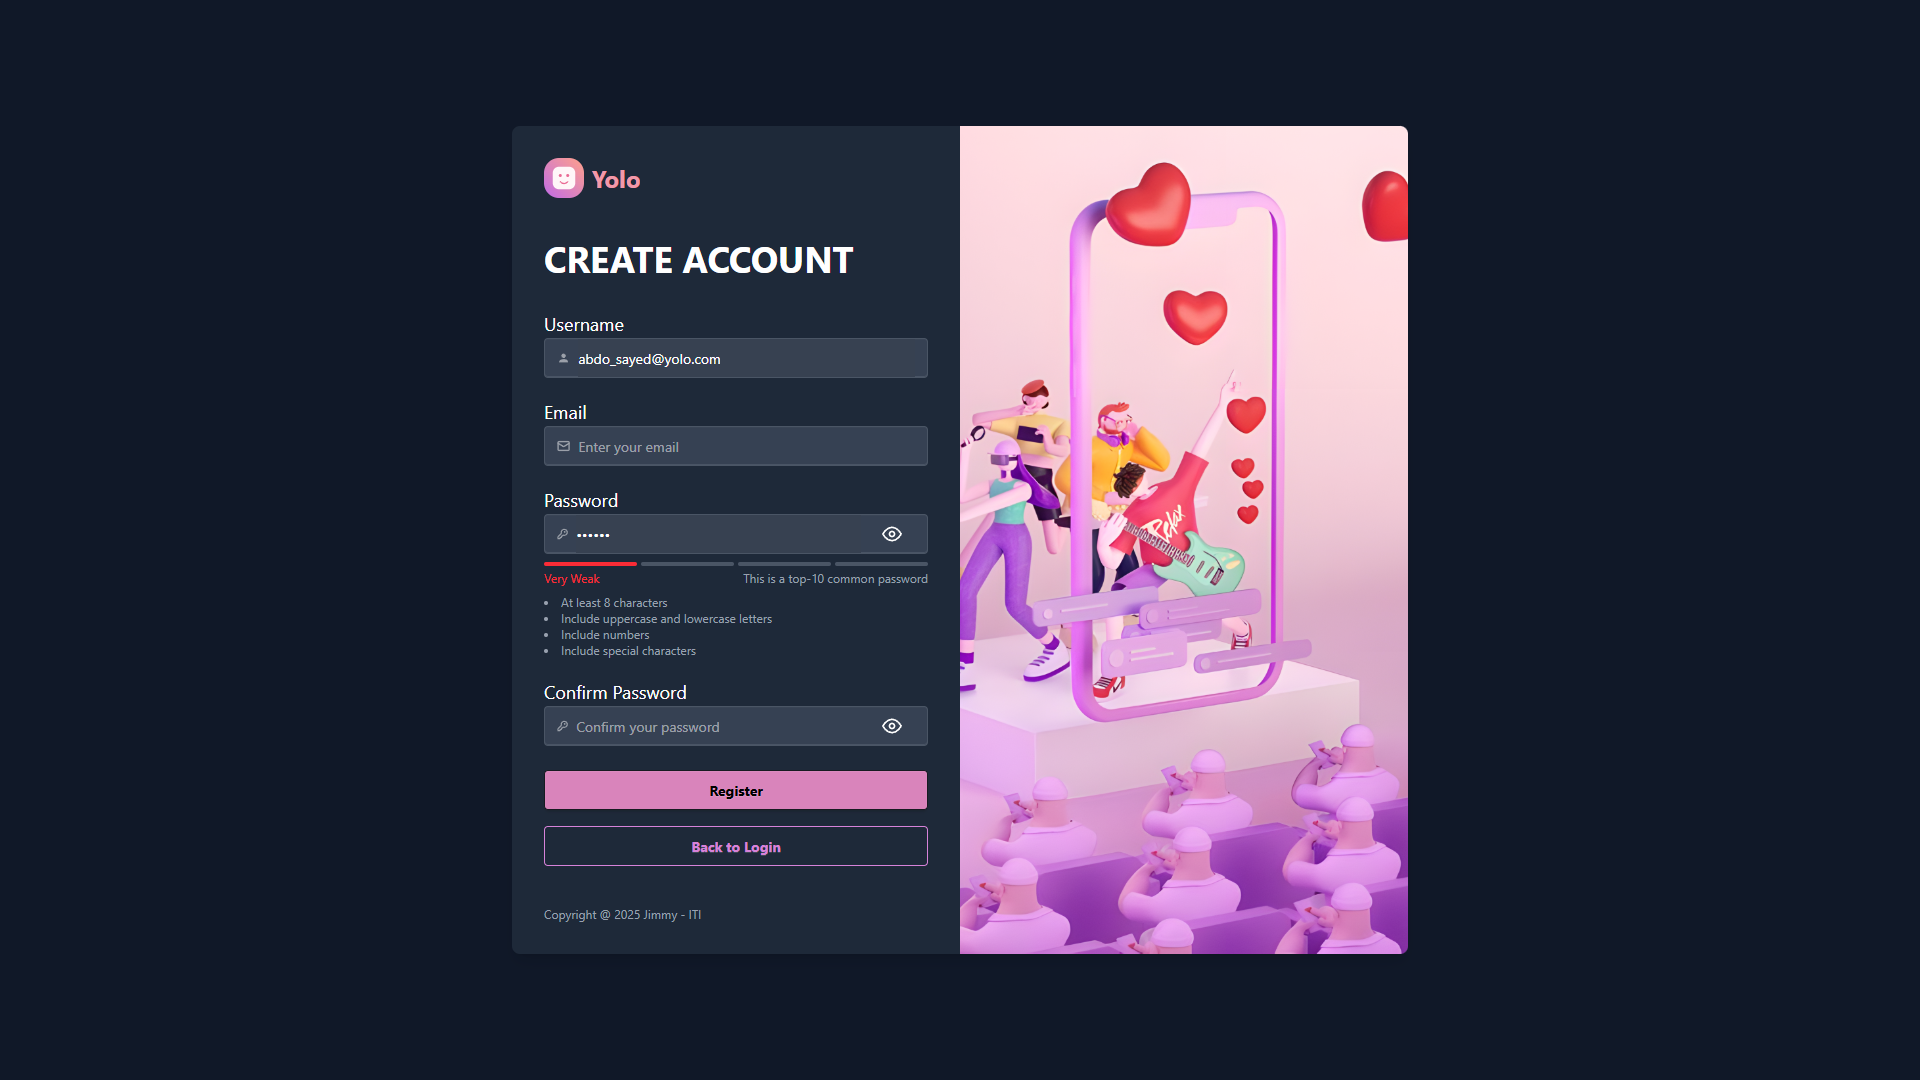 Yolo
CREATE ACCOUNT
Username
abdo_sayed@yolo.com
Email
Enter your email
Password
••••••
Very Weak
This is a top-10 common password
• At least 8 characters
• Include uppercase and lowercase letters
• Include numbers
• Include special characters
Confirm Password
Confirm your password
Register
Back to Login
Copyright @ 2025 Jimmy - ITI
Relax